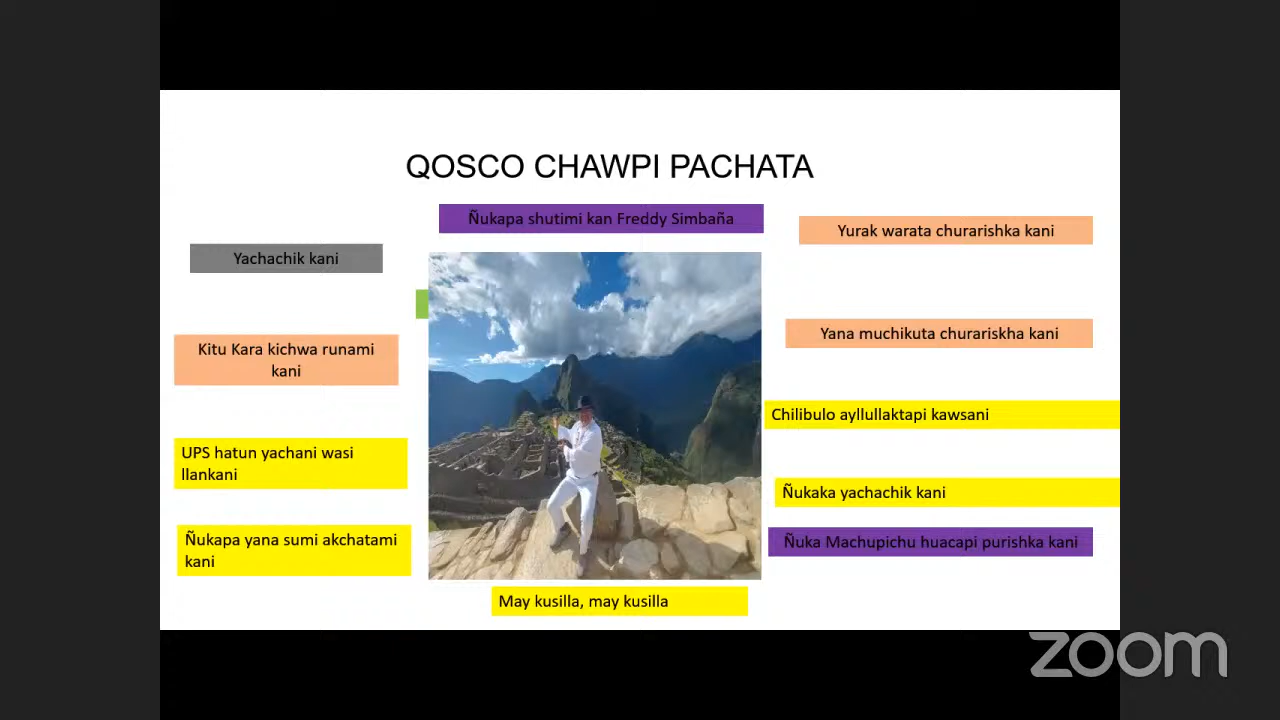 QOSCO CHAWPI PACHATA
Ñukapa shutimi kan Freddy Simbaña
Yurak warata churarishka kani
Yachachik kani
Yana muchikuta churariskha kani
Kitu Kara kichwa runami
kani
Chilibulo ayllullaktapi kawsani
UPS hatun yachani wasi
llankani
Ñukaka yachachik kani
Ñukapa yana sumi akchatami
kani
Ñuka Machupichu huacapi purishka kani
May kusilla, may kusilla
zoom